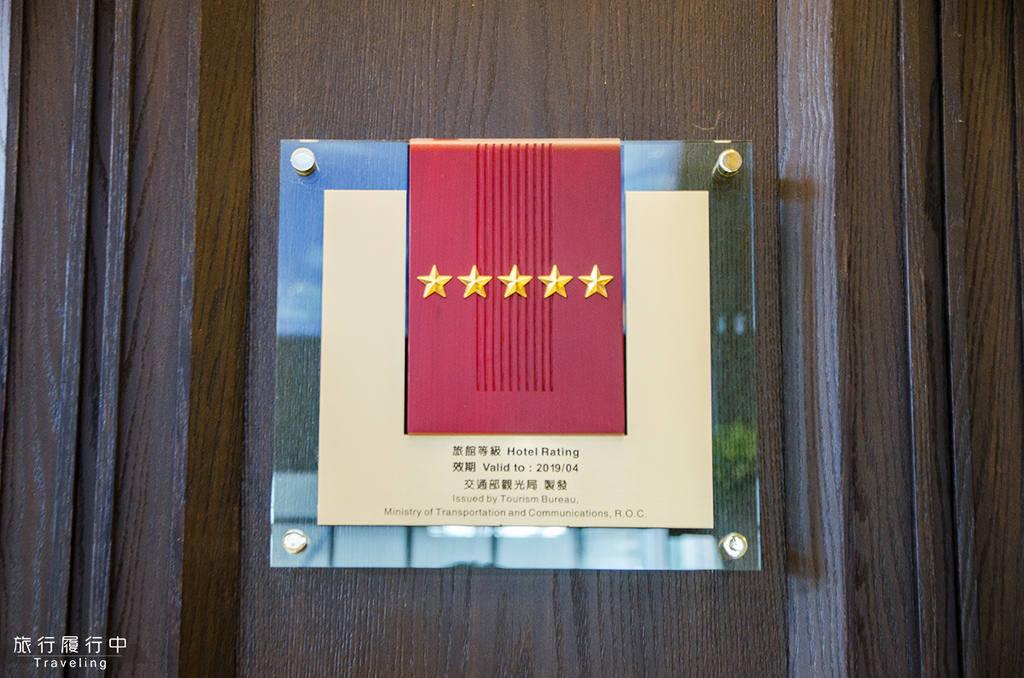 旅館等級 Hotel Rating
效期 Valid to : 2019/04
交通部觀光局 製發
Issued by Tourism Bureau,
Ministry of Transportation and Communications, R.O.C.
旅行履行中
Traveling